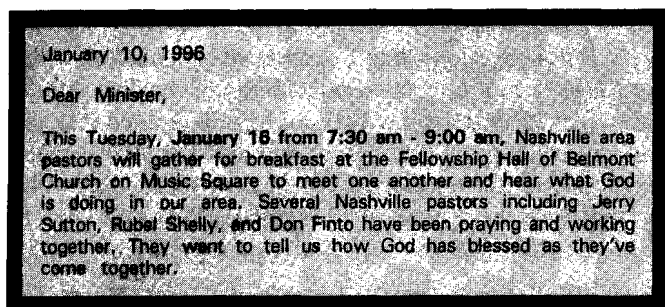 January 10, 1996
Dear Minister,
This Tuesday, January 16 from 7:30 am - 9:00 am, Nashville area
pastors will gather for breakfast at the Fellowship Hall of Belmont
Church on Music Square to meet one another and hear what God
is doing in our area. Several Nashville pastors including Jerry
Sutton, Rubel Shelly, and Don Finto have been praying and working
together. They want to tell us how God has blessed as they've
come together.